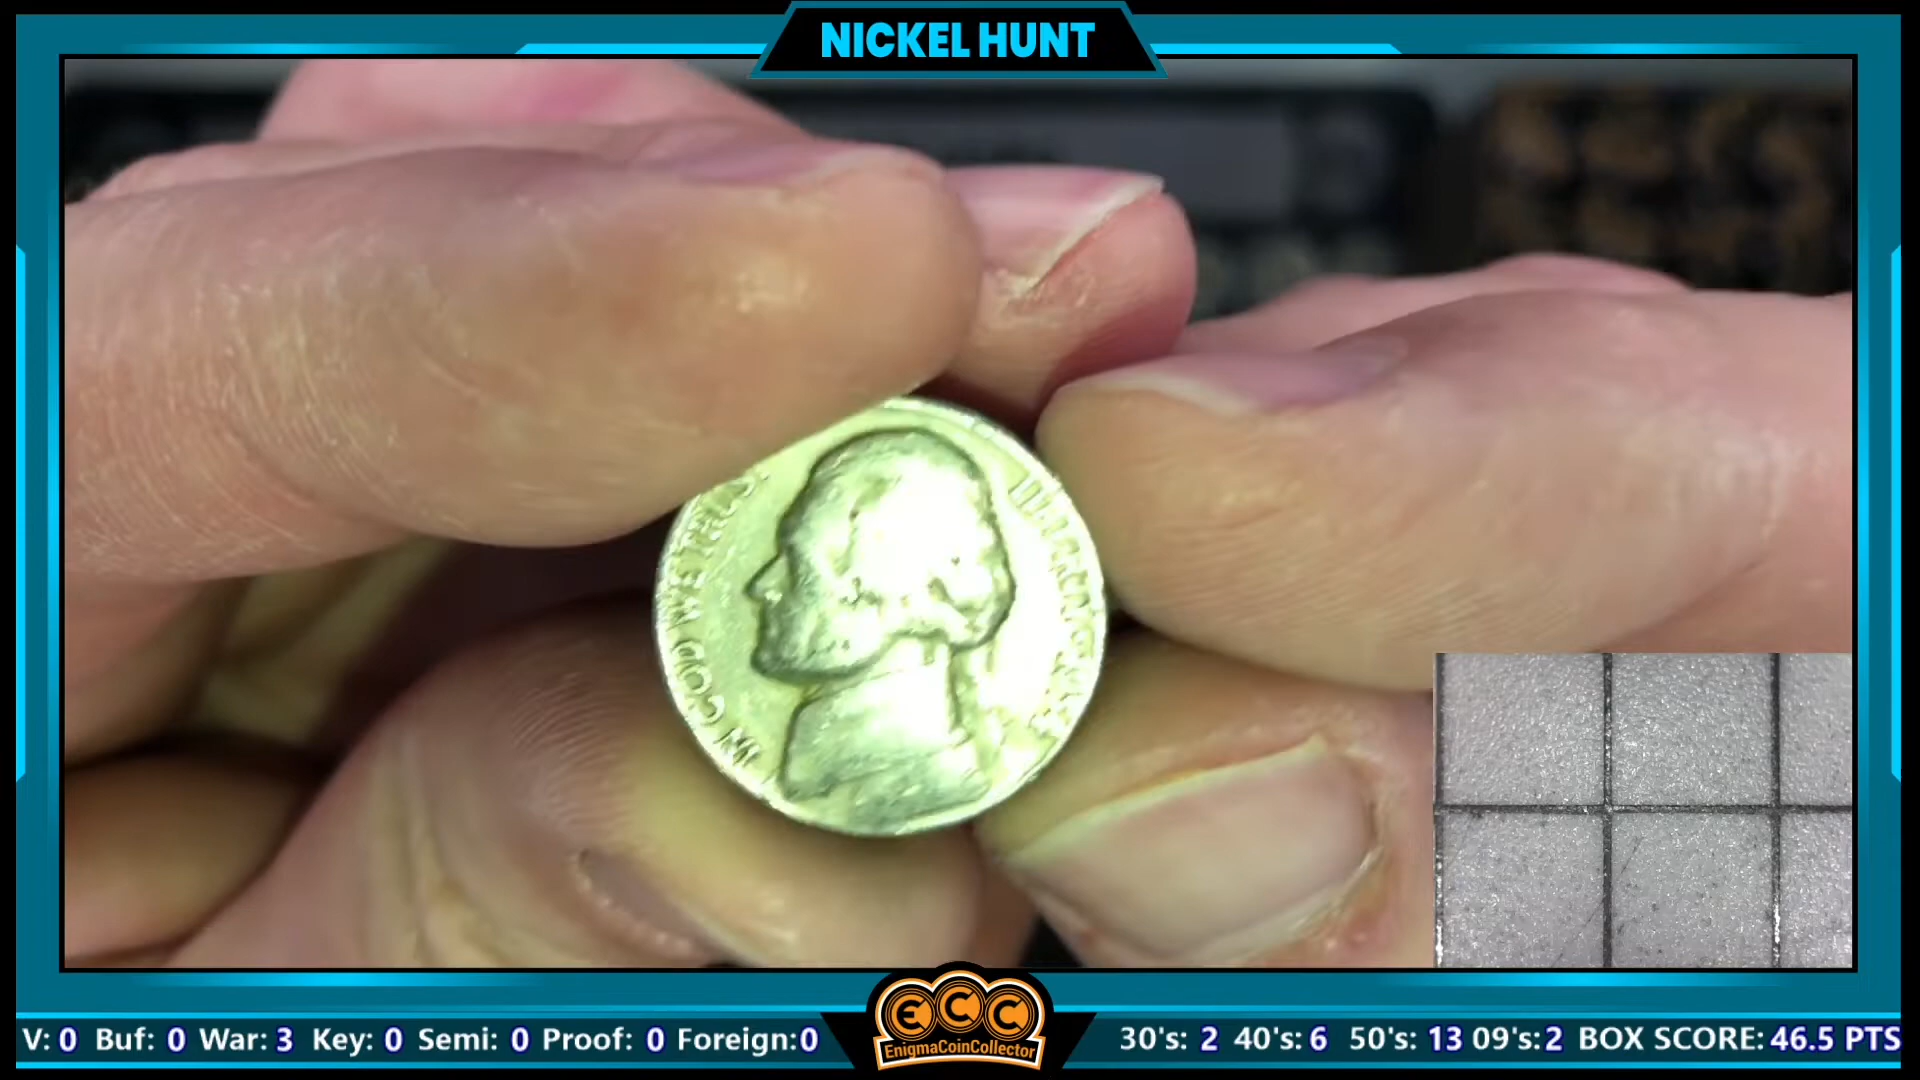 NICKEL HUNT
IN GOD WE TRUST
V: 0 Buf: 0 War: 3 Key: 0 Semi: 0 Proof: 0 Foreign:0
ECC
EnigmaCoinCollector
30's: 2 40's: 6 50's: 13 09's: 2 BOX SCORE: 46.5 PTS